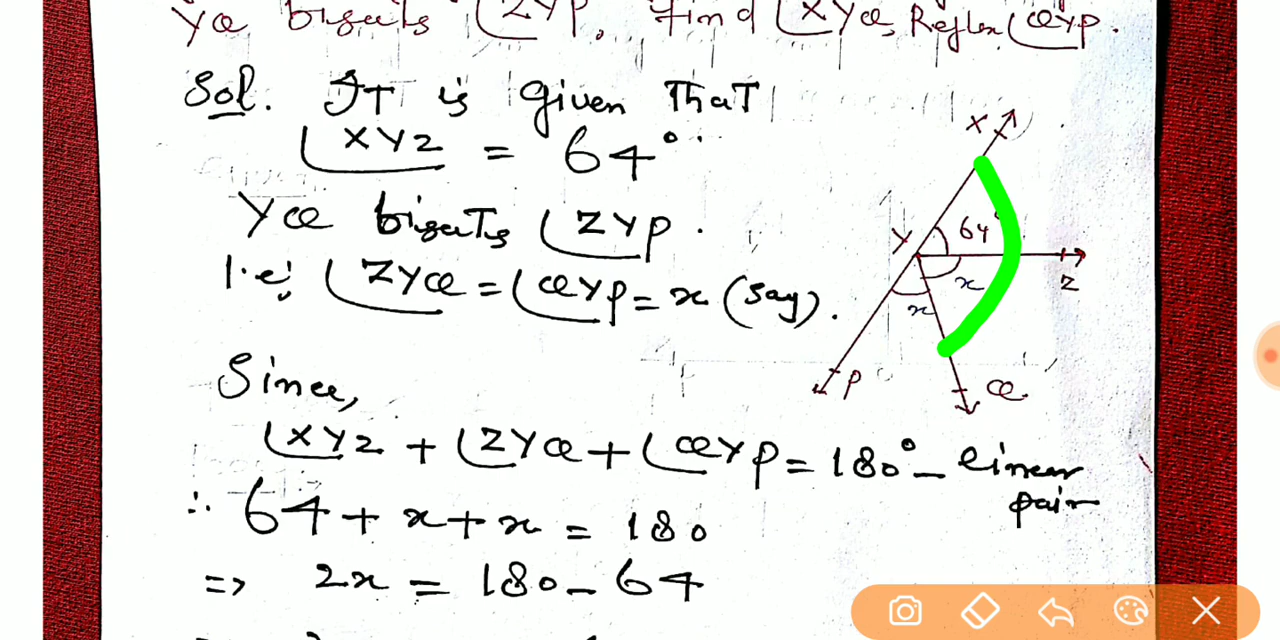 YQ bisects ∠ZYP. Find ∠XYQ, Reflex ∠QYP.
Sol. It is given that
∠XYZ = 64°
YQ bisects ∠ZYP.
i.e; ∠ZYQ = ∠QYP = x (say).
Since,
∠XYZ + ∠ZYQ + ∠QYP = 180° - linear
pair
∴ 64 + x + x = 180
=> 2x = 180 - 64
X
Y
64°
x
Z
x
P
Q